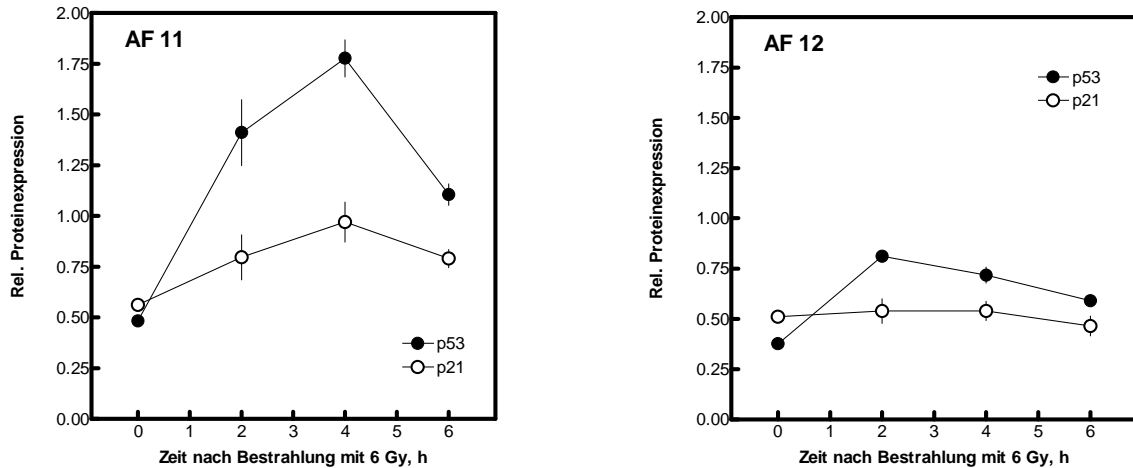 AF 11
Rel. Proteinexpression
2.00
1.75
1.50
1.25
1.00
0.75
0.50
0.25
0.00
p53
p21
0 1 2 3 4 5 6
Zeit nach Bestrahlung mit 6 Gy, h
AF 12
Rel. Proteinexpression
2.00
1.75
1.50
1.25
1.00
0.75
0.50
0.25
0.00
p53
p21
0 1 2 3 4 5 6
Zeit nach Bestrahlung mit 6 Gy, h